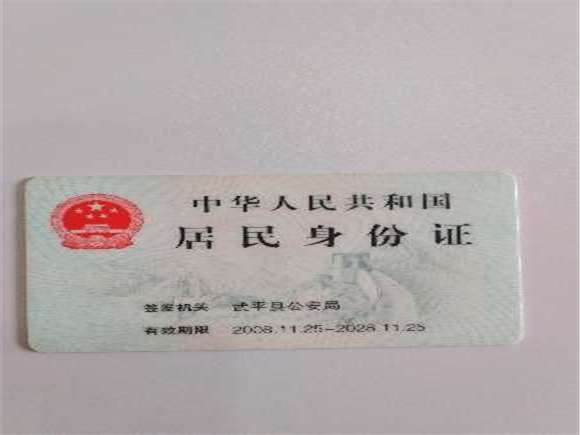 中华人民共和国
居民身份证
签发机关 武平县公安局
有效期限 2008.11.25-2028.11.25